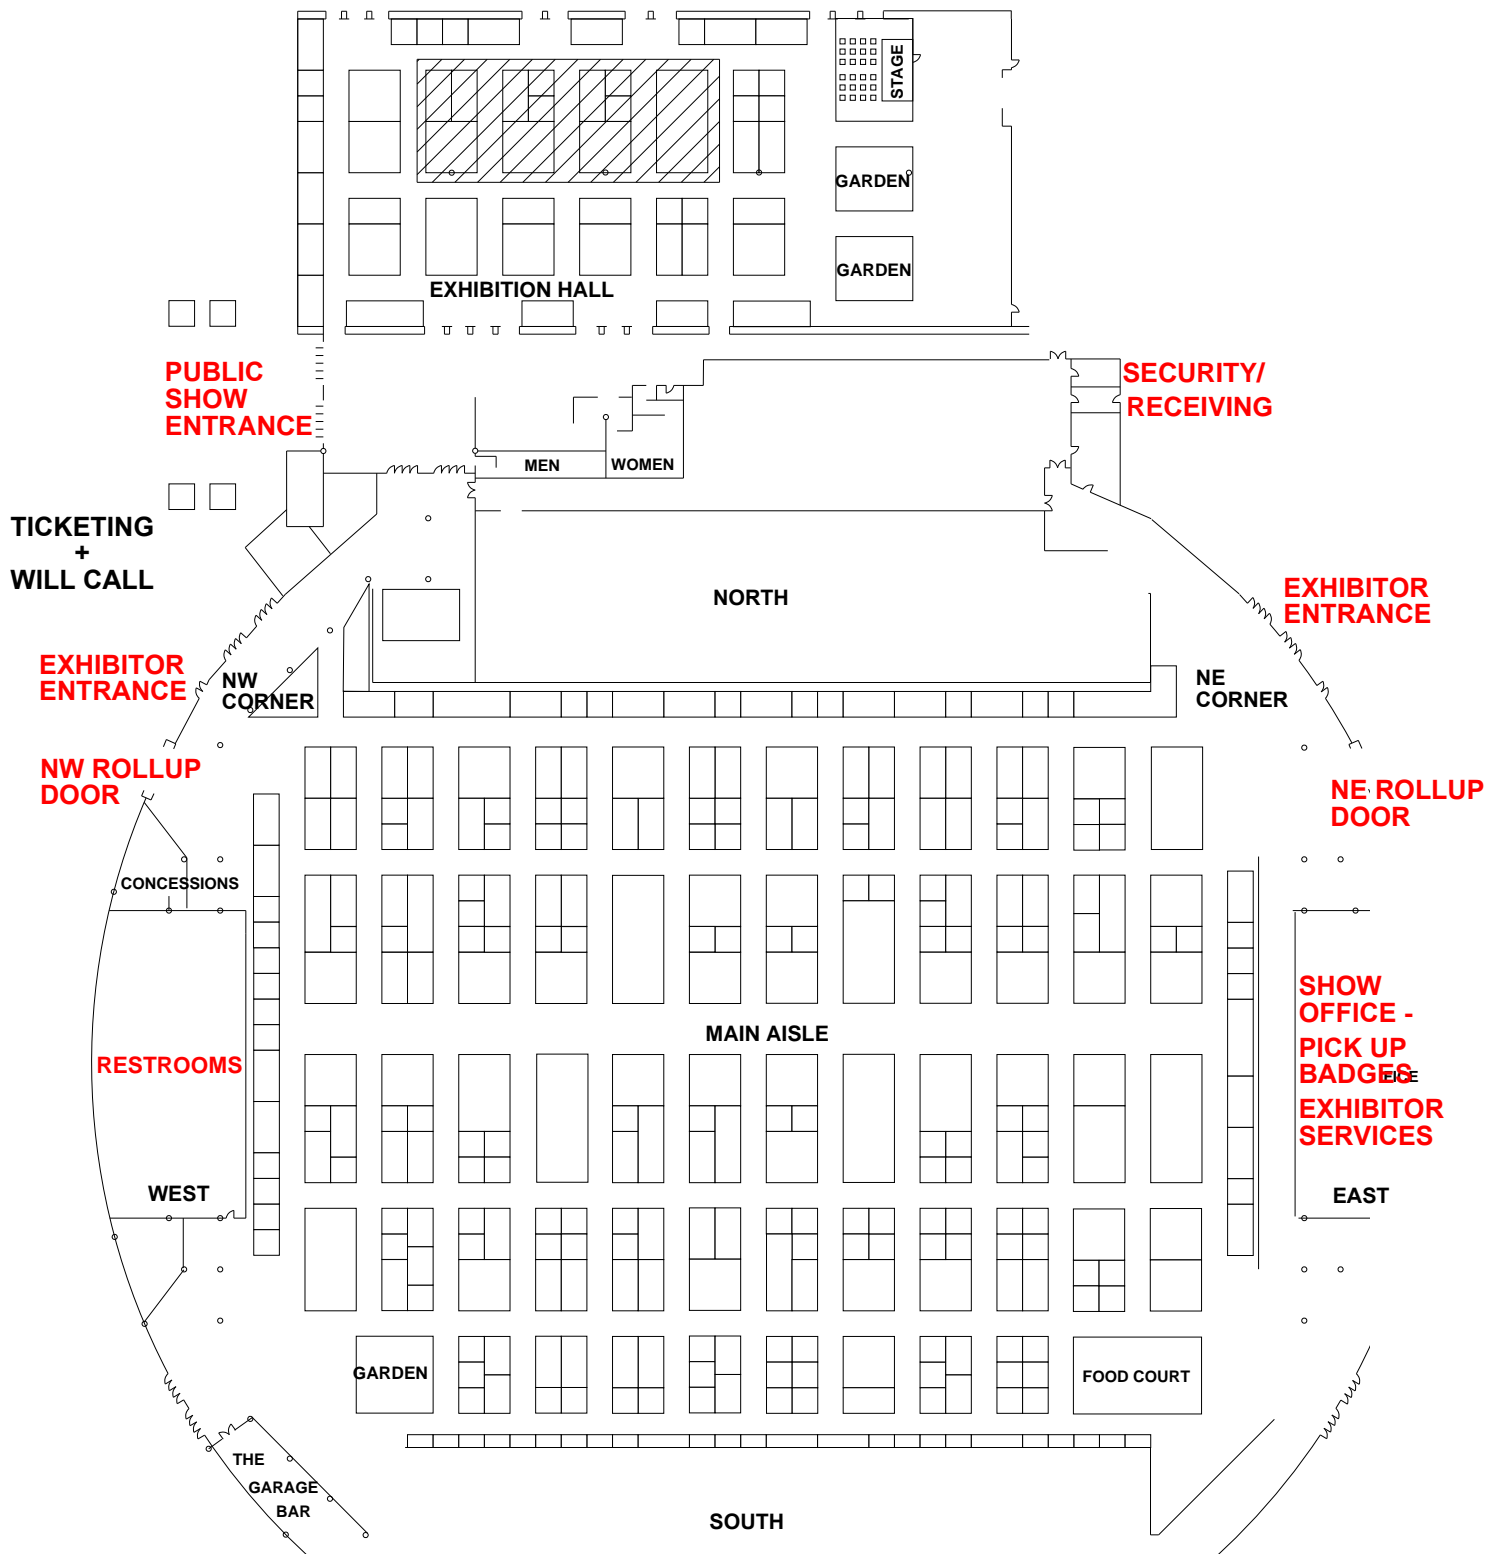 STAGE
GARDEN
GARDEN
EXHIBITION HALL
PUBLIC
SHOW
ENTRANCE
SECURITY/
RECEIVING
MEN
WOMEN
TICKETING
+
WILL CALL
NORTH
EXHIBITOR
ENTRANCE
EXHIBITOR
ENTRANCE
NW
CORNER
NE
CORNER
NW ROLLUP
DOOR
NE ROLLUP
DOOR
CONCESSIONS
SHOW
OFFICE -
PICK UP
BADGES
EXHIBITOR
SERVICES
MAIN AISLE
RESTROOMS
WEST
EAST
GARDEN
FOOD COURT
THE
GARAGE
BAR
SOUTH